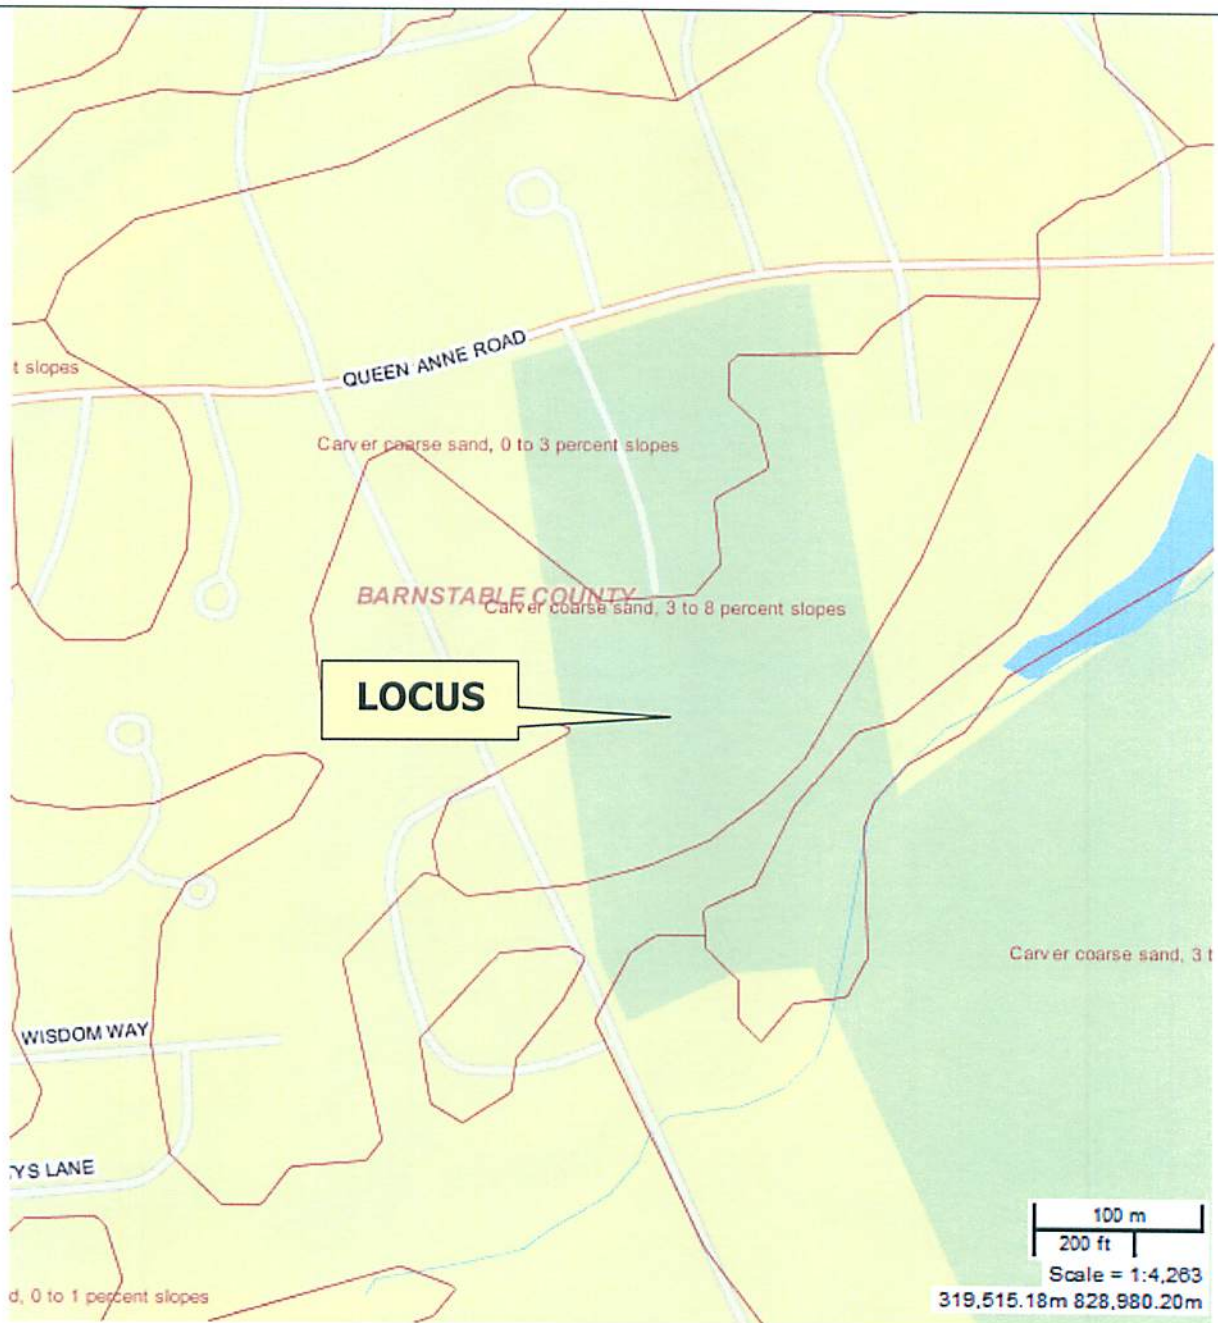 t slopes
QUEEN ANNE ROAD
Carver coarse sand, 0 to 3 percent slopes
BARNSTABLE COUNTY
Carver coarse sand, 3 to 8 percent slopes
LOCUS
Carver coarse sand, 3 t
WISDOM WAY
YS LANE
d, 0 to 1 percent slopes
100 m
200 ft
Scale = 1:4,263
319,515.18m 828,980.20m